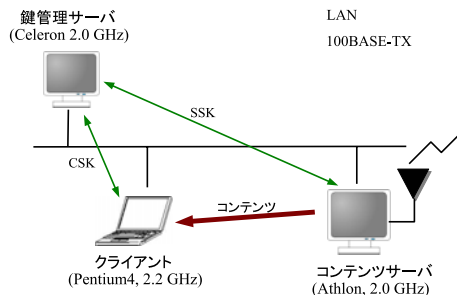 鍵管理サーバ
(Celeron 2.0 GHz)
LAN
100BASE-TX
SSK
CSK
コンテンツ
クライアント
(Pentium4, 2.2 GHz)
コンテンツサーバ
(Athlon, 2.0 GHz)